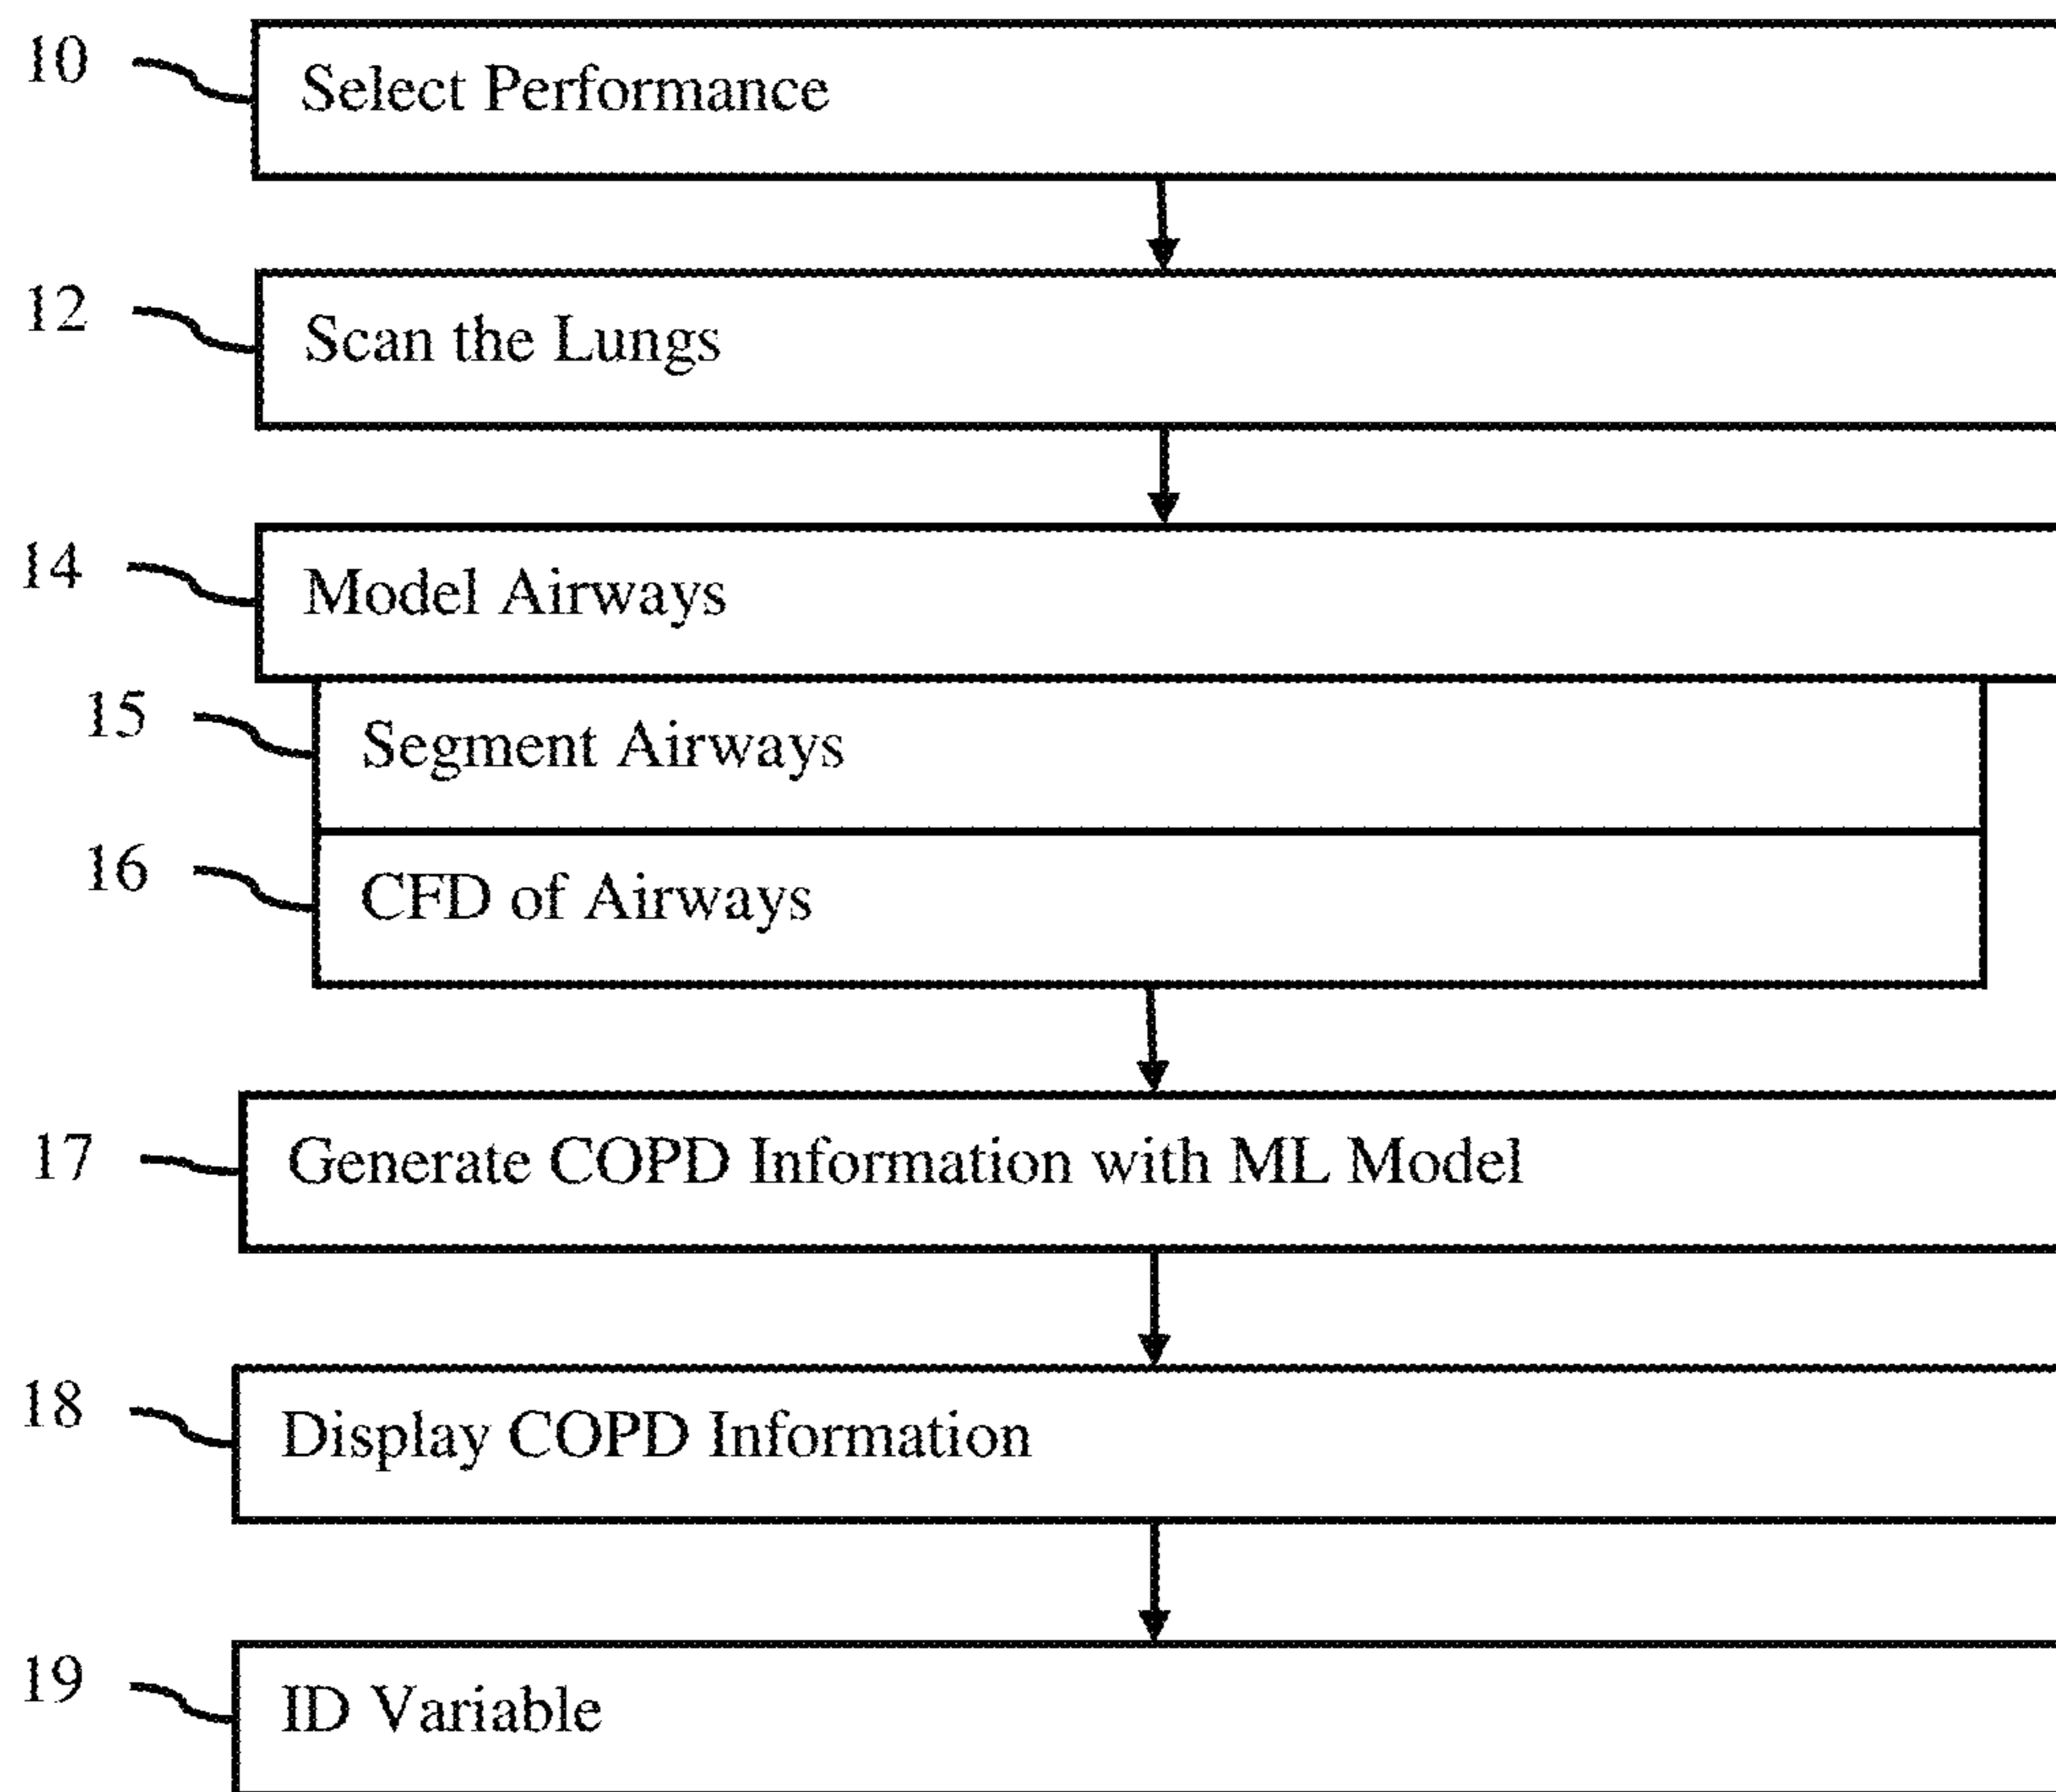 10 Select Performance
12 Scan the Lungs
14 Model Airways
15 Segment Airways
16 CFD of Airways
17 Generate COPD Information with ML Model
18 Display COPD Information
19 ID Variable